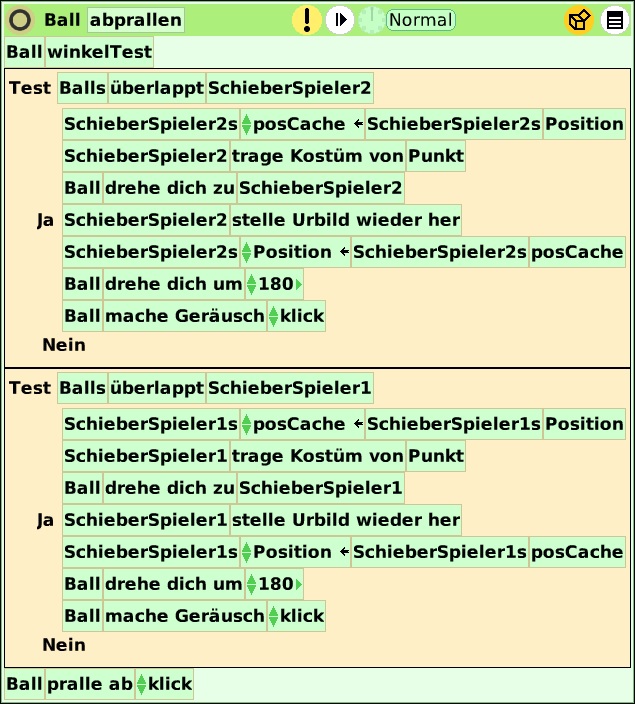 Ball abprallen ! Normal
Ball winkelTest
Test Balls überlappt SchieberSpieler2
SchieberSpieler2s posCache ← SchieberSpieler2s Position
SchieberSpieler2 trage Kostüm von Punkt
Ball drehe dich zu SchieberSpieler2
Ja SchieberSpieler2 stelle Urbild wieder her
SchieberSpieler2s Position ← SchieberSpieler2s posCache
Ball drehe dich um 180
Ball mache Geräusch klick
Nein
Test Balls überlappt SchieberSpieler1
SchieberSpieler1s posCache ← SchieberSpieler1s Position
SchieberSpieler1 trage Kostüm von Punkt
Ball drehe dich zu SchieberSpieler1
Ja SchieberSpieler1 stelle Urbild wieder her
SchieberSpieler1s Position ← SchieberSpieler1s posCache
Ball drehe dich um 180
Ball mache Geräusch klick
Nein
Ball pralle ab klick